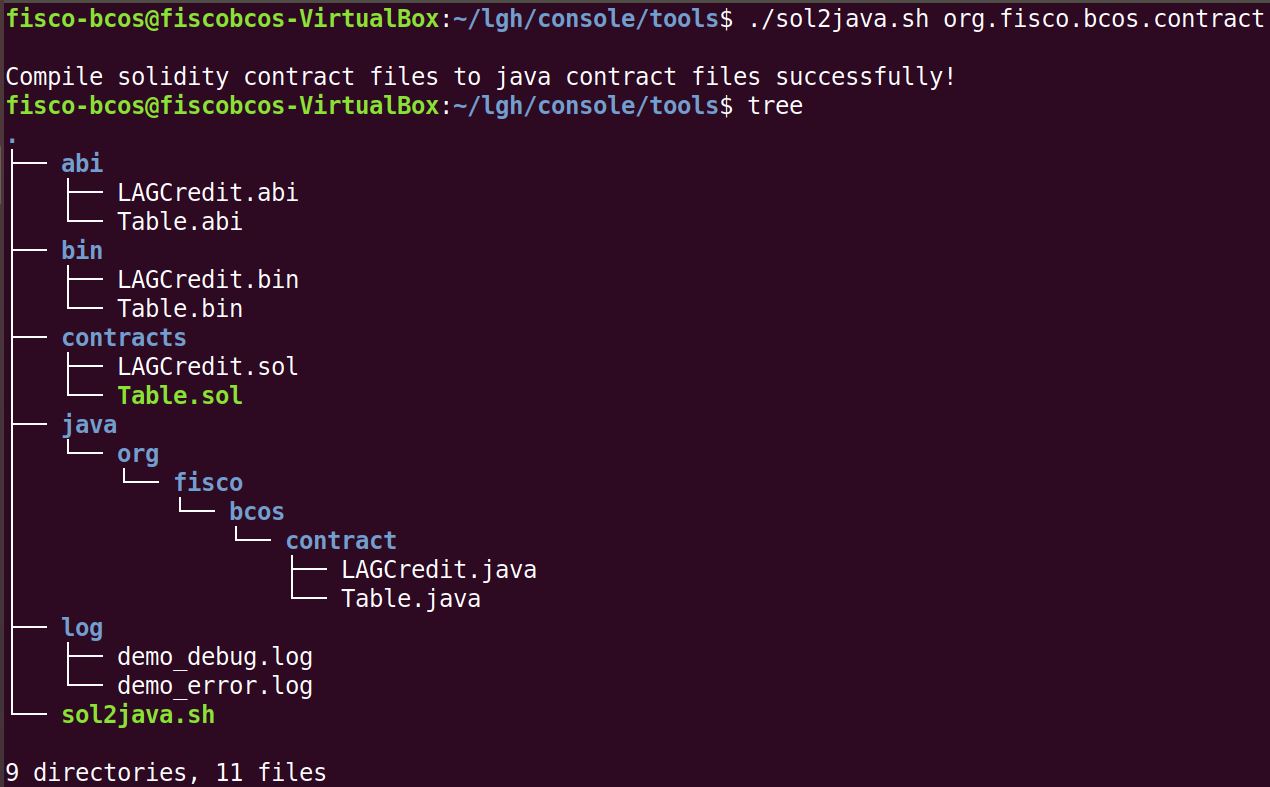 fisco-bcos@fiscobcos-VirtualBox:~/lgh/console/tools$ ./sol2java.sh org.fisco.bcos.contract
Compile solidity contract files to java contract files successfully!
fisco-bcos@fiscobcos-VirtualBox:~/lgh/console/tools$ tree
.
├── abi
│   ├── LAGCredit.abi
│   └── Table.abi
├── bin
│   ├── LAGCredit.bin
│   └── Table.bin
├── contracts
│   ├── LAGCredit.sol
│   └── Table.sol
├── java
│   └── org
│       └── fisco
│           └── bcos
│               └── contract
│                   ├── LAGCredit.java
│                   └── Table.java
├── log
│   ├── demo_debug.log
│   └── demo_error.log
└── sol2java.sh
9 directories, 11 files